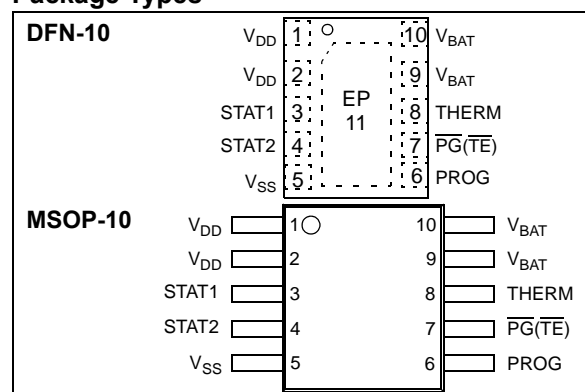 Package Types
DFN-10
VDD 1 10 VBAT
VDD 2 9 VBAT
EP
11
STAT1 3 8 THERM
STAT2 4 7 PG(TE)
VSS 5 6 PROG
MSOP-10
VDD 1 10 VBAT
VDD 2 9 VBAT
STAT1 3 8 THERM
STAT2 4 7 PG(TE)
VSS 5 6 PROG